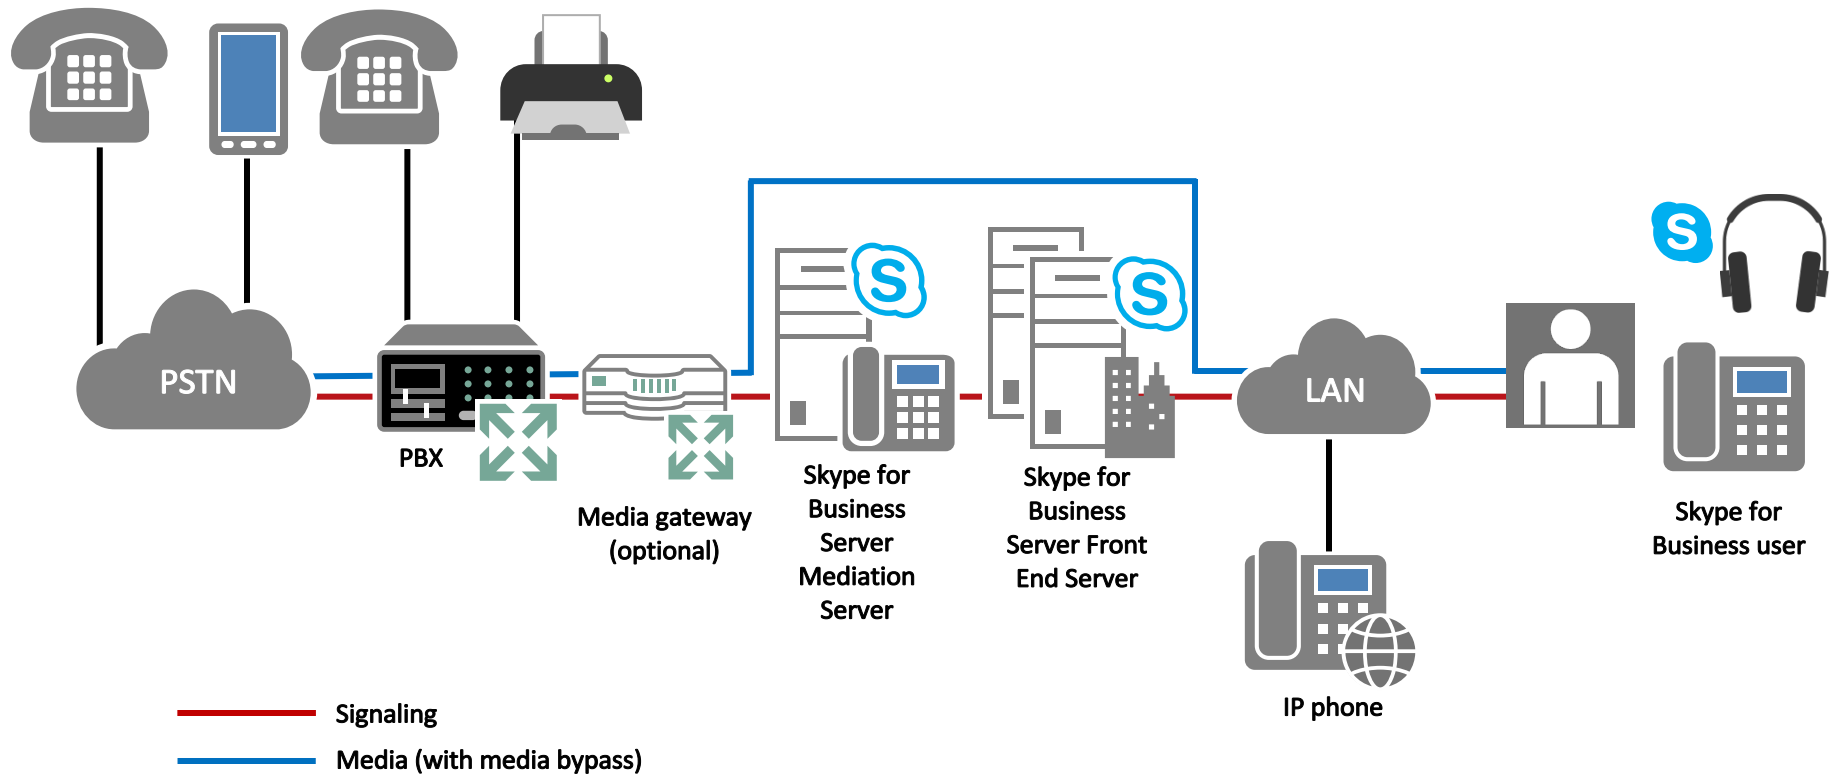 PSTN
PBX
Media gateway
(optional)
Skype for
Business
Server
Mediation
Server
Skype for
Business
Server Front
End Server
LAN
IP phone
Skype for
Business user
Signaling
Media (with media bypass)